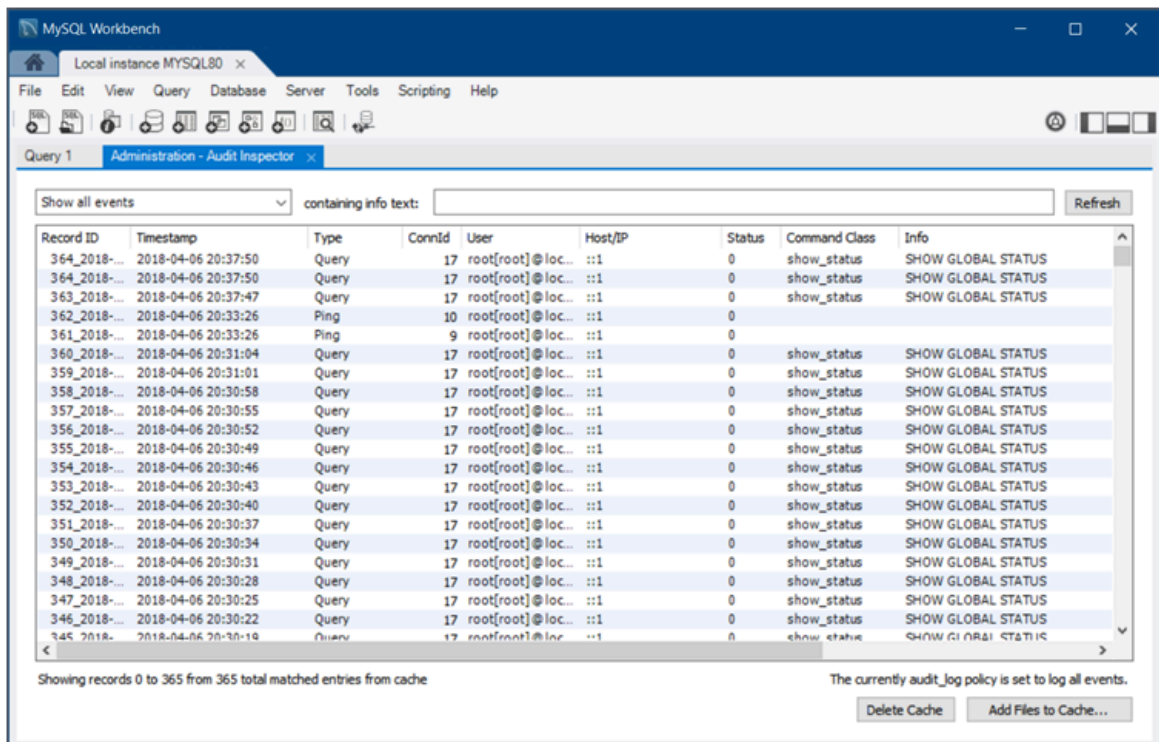 MySQL Workbench
Local instance MYSQL80
File Edit View Query Database Server Tools Scripting Help
Query 1 Administration - Audit Inspector
Show all events containing info text: Refresh
Record ID Timestamp Type ConnId User Host/IP Status Command Class Info
364_2018-... 2018-04-06 20:37:50 Query 17 root[root]@loc... ::1 0 show_status SHOW GLOBAL STATUS
364_2018-... 2018-04-06 20:37:50 Query 17 root[root]@loc... ::1 0 show_status SHOW GLOBAL STATUS
363_2018-... 2018-04-06 20:37:47 Query 17 root[root]@loc... ::1 0 show_status SHOW GLOBAL STATUS
362_2018-... 2018-04-06 20:33:26 Ping 10 root[root]@loc... ::1 0
361_2018-... 2018-04-06 20:33:26 Ping 9 root[root]@loc... ::1 0
360_2018-... 2018-04-06 20:31:04 Query 17 root[root]@loc... ::1 0 show_status SHOW GLOBAL STATUS
359_2018-... 2018-04-06 20:31:01 Query 17 root[root]@loc... ::1 0 show_status SHOW GLOBAL STATUS
358_2018-... 2018-04-06 20:30:58 Query 17 root[root]@loc... ::1 0 show_status SHOW GLOBAL STATUS
357_2018-... 2018-04-06 20:30:55 Query 17 root[root]@loc... ::1 0 show_status SHOW GLOBAL STATUS
356_2018-... 2018-04-06 20:30:52 Query 17 root[root]@loc... ::1 0 show_status SHOW GLOBAL STATUS
355_2018-... 2018-04-06 20:30:49 Query 17 root[root]@loc... ::1 0 show_status SHOW GLOBAL STATUS
354_2018-... 2018-04-06 20:30:46 Query 17 root[root]@loc... ::1 0 show_status SHOW GLOBAL STATUS
353_2018-... 2018-04-06 20:30:43 Query 17 root[root]@loc... ::1 0 show_status SHOW GLOBAL STATUS
352_2018-... 2018-04-06 20:30:40 Query 17 root[root]@loc... ::1 0 show_status SHOW GLOBAL STATUS
351_2018-... 2018-04-06 20:30:37 Query 17 root[root]@loc... ::1 0 show_status SHOW GLOBAL STATUS
350_2018-... 2018-04-06 20:30:34 Query 17 root[root]@loc... ::1 0 show_status SHOW GLOBAL STATUS
349_2018-... 2018-04-06 20:30:31 Query 17 root[root]@loc... ::1 0 show_status SHOW GLOBAL STATUS
348_2018-... 2018-04-06 20:30:28 Query 17 root[root]@loc... ::1 0 show_status SHOW GLOBAL STATUS
347_2018-... 2018-04-06 20:30:25 Query 17 root[root]@loc... ::1 0 show_status SHOW GLOBAL STATUS
346_2018-... 2018-04-06 20:30:22 Query 17 root[root]@loc... ::1 0 show_status SHOW GLOBAL STATUS
345_2018-... 2018-04-06 20:30:19 Query 17 root[root]@loc... ::1 0 show_status SHOW GLOBAL STATUS
Showing records 0 to 365 from 365 total matched entries from cache The currently audit_log policy is set to log all events.
Delete Cache Add Files to Cache...